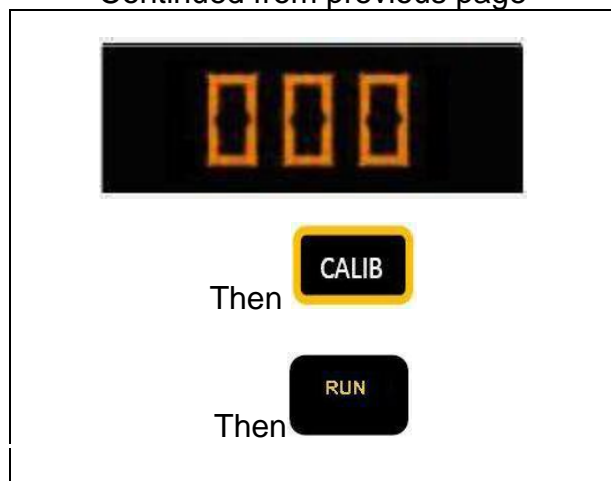 Continued from previous page
000
CALIB
Then
RUN
Then